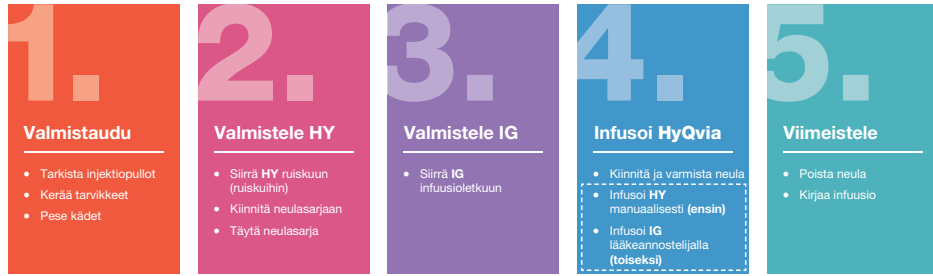 1.
Valmistaudu
• Tarkista injektiopullot
• Kerää tarvikkeet
• Pese kädet
2.
Valmistele HY
• Siirrä HY ruiskuun
(ruiskuihin)
• Kiinnitä neulasarjaan
• Täytä neulasarja
3.
Valmistele IG
• Siirrä IG
infuusioletkuun
4.
Infusoi HyQvia
• Kiinnitä ja varmista neula
• Infusoi HY
manuaalisesti (ensin)
• Infusoi IG
lääkeannostelijalla
(toiseksi)
5.
Viimeistele
• Poista neula
• Kirjaa infuusio